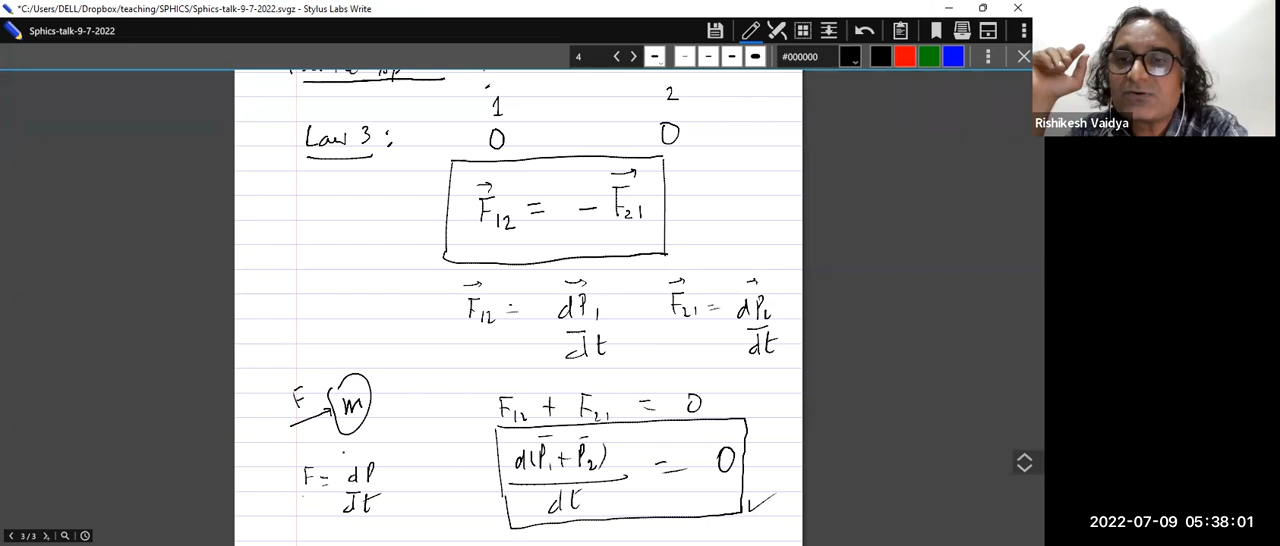 *C:/Users/DELL/Dropbox/teaching/SPHICS/Sphics-talk-9-7-2022.svgz - Stylus Labs Write
Sphics-talk-9-7-2022
4
#000000
Rishikesh Vaidya
1 2
Law 3 : 0 0
F⃗₁₂ = - F⃗₂₁
F⃗₁₂ = dP⃗₁/dt F⃗₂₁ = dP⃗₂/dt
F m
F₁₂ + F₂₁ = 0
d(P̄₁ + P̄₂)/dt = 0
F = dP/dt
3/3
2022-07-09 05:38:01